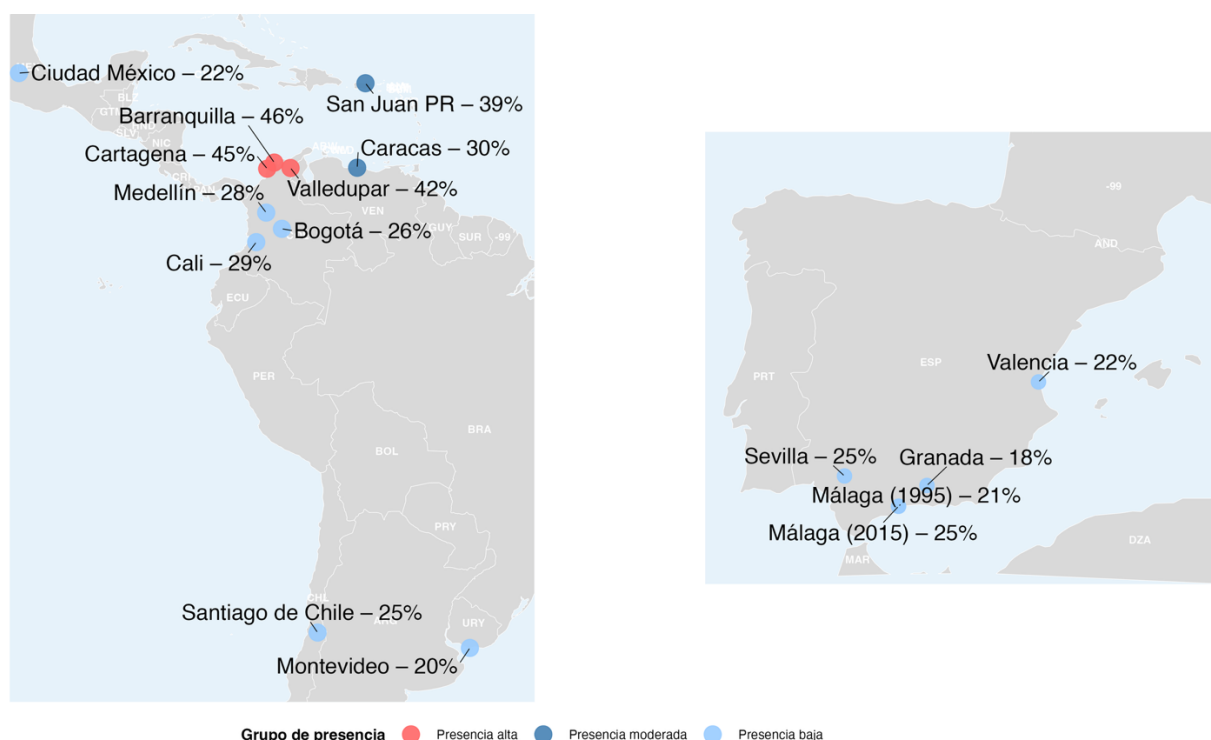 Ciudad México – 22%
San Juan PR – 39%
Barranquilla – 46%
Cartagena – 45%
Caracas – 30%
Medellín – 28%
Valledupar – 42%
Bogotá – 26%
Cali – 29%
Santiago de Chile – 25%
Montevideo – 20%
NIC
VEN
GUY
SUR
-99
ECU
PER
BRA
BOL
PRY
CHL
URY
-99
AND
ESP
PRT
Valencia – 22%
Sevilla – 25%
Granada – 18%
Málaga (1995) – 21%
Málaga (2015) – 25%
MAR
DZA
Grupo de presencia Presencia alta Presencia moderada Presencia baja